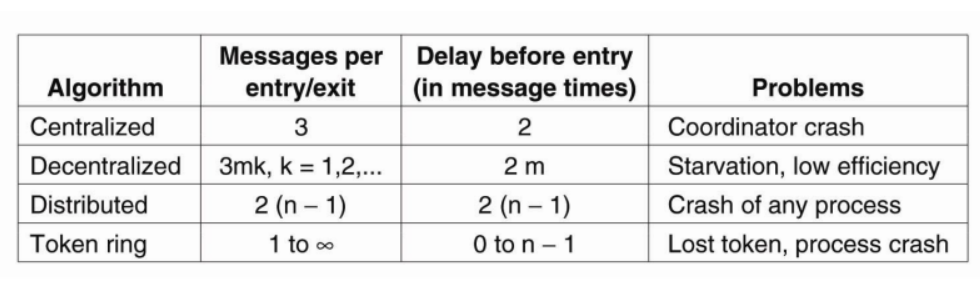 Algorithm | Messages per entry/exit | Delay before entry (in message times) | Problems
Centralized | 3 | 2 | Coordinator crash
Decentralized | 3mk, k = 1,2,... | 2 m | Starvation, low efficiency
Distributed | 2 (n – 1) | 2 (n – 1) | Crash of any process
Token ring | 1 to ∞ | 0 to n – 1 | Lost token, process crash